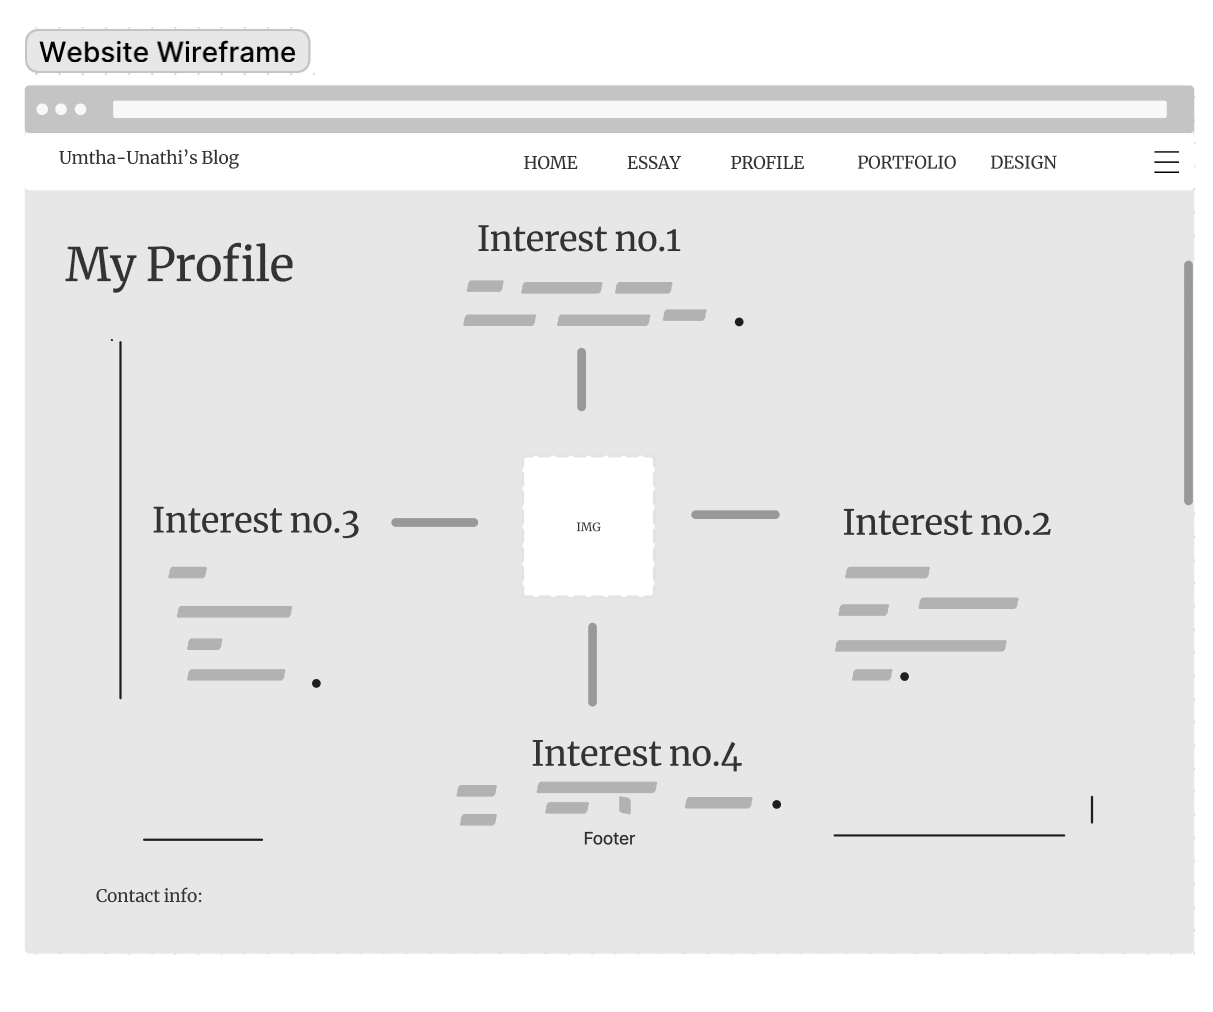 Website Wireframe
Umtha-Unathi’s Blog
HOME ESSAY PROFILE PORTFOLIO DESIGN
My Profile
Interest no.1
Interest no.3
IMG
Interest no.2
Interest no.4
Footer
Contact info: